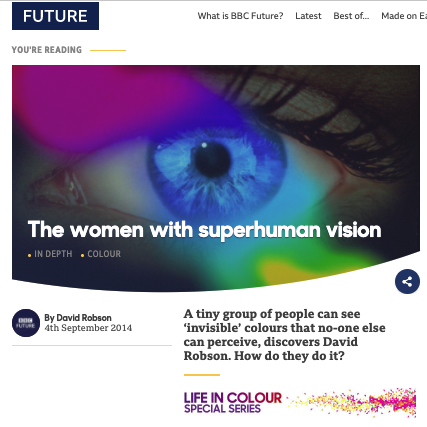 FUTURE
What is BBC Future? Latest Best of... Made on Ea
YOU'RE READING
The women with superhuman vision
IN DEPTH COLOUR
BBC
FUTURE
By David Robson
4th September 2014
A tiny group of people can see
‘invisible’ colours that no-one else
can perceive, discovers David
Robson. How do they do it?
LIFE IN COLOUR
SPECIAL SERIES